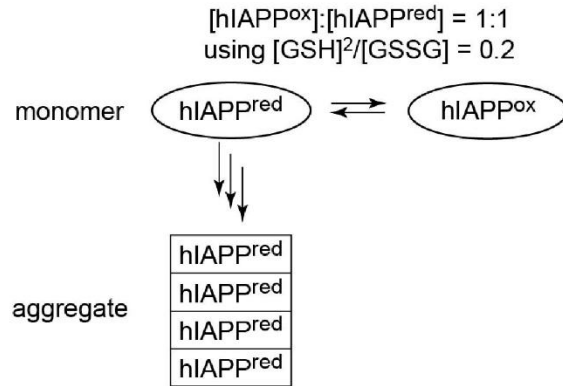 [hIAPPᵒˣ]:[hIAPPʳᵉᵈ] = 1:1
using [GSH]²/[GSSG] = 0.2
monomer hIAPPʳᵉᵈ hIAPPᵒˣ
hIAPPʳᵉᵈ
hIAPPʳᵉᵈ
aggregate
hIAPPʳᵉᵈ
hIAPPʳᵉᵈ